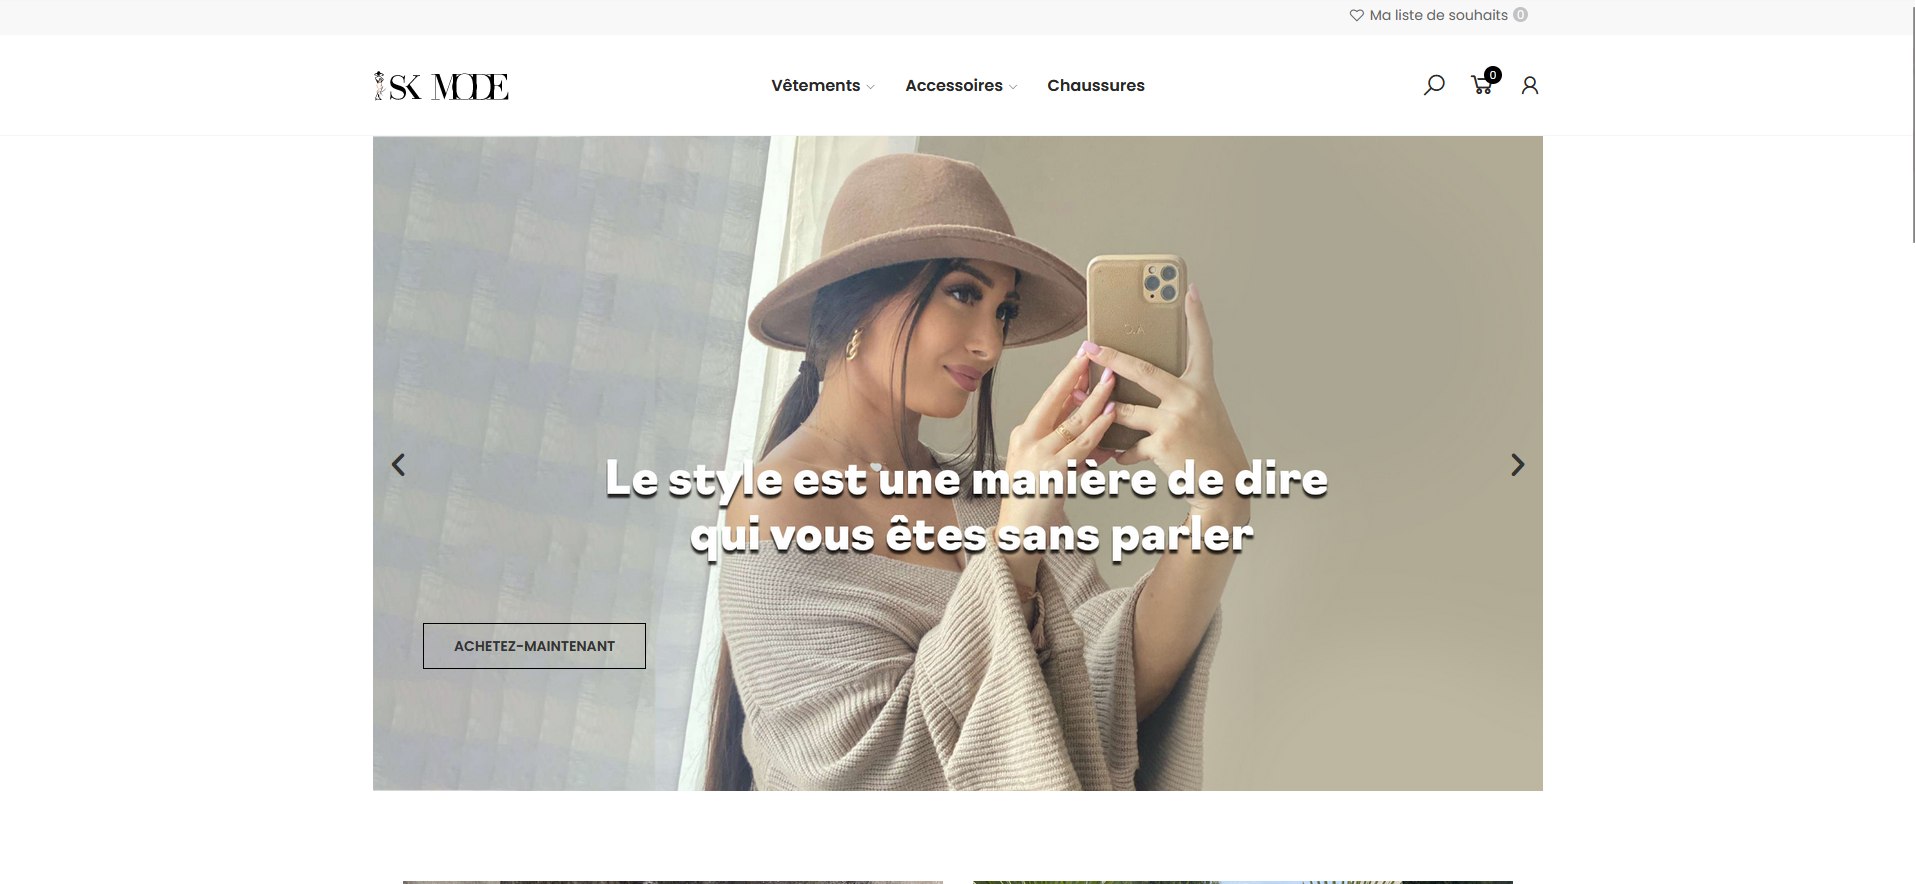 Ma liste de souhaits 0
SK MODE
Vêtements
Accessoires
Chaussures
0
Le style est une manière de dire
qui vous êtes sans parler
ACHETEZ-MAINTENANT